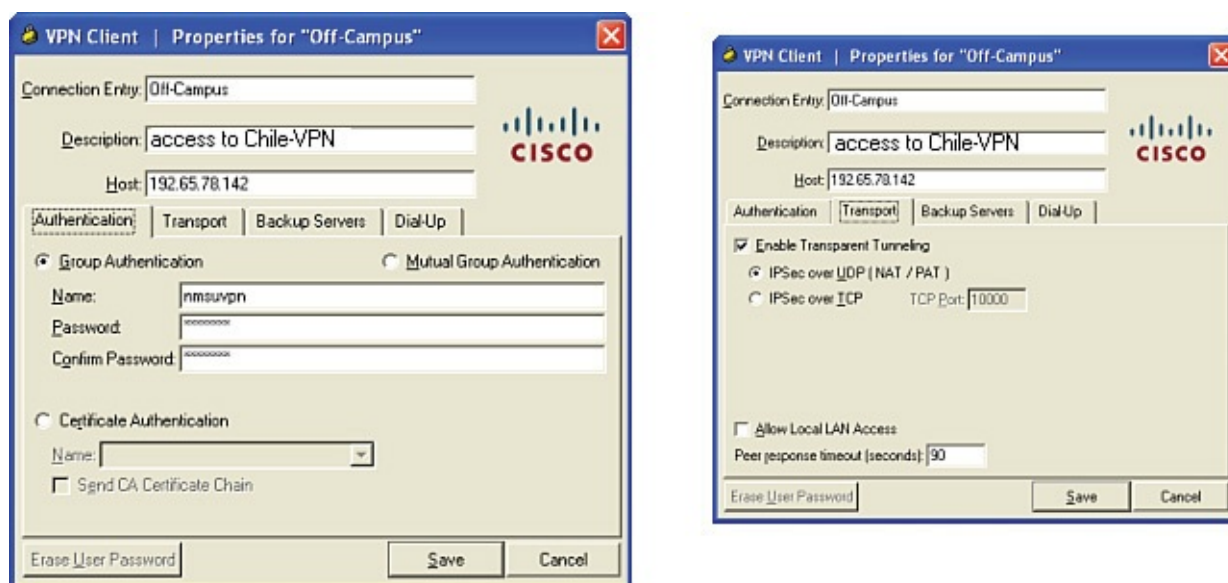 VPN Client | Properties for "Off-Campus"
Connection Entry: Off-Campus
Description: access to Chile-VPN
CISCO
Host: 192.65.78.142
Authentication Transport Backup Servers Dial-Up
Group Authentication Mutual Group Authentication
Name: nmsuvpn
Password: ********
Confirm Password: ********
Certificate Authentication
Name:
Send CA Certificate Chain
Erase User Password Save Cancel
VPN Client | Properties for "Off-Campus"
Connection Entry: Off-Campus
Description: access to Chile-VPN
CISCO
Host: 192.65.78.142
Authentication Transport Backup Servers Dial-Up
Enable Transparent Tunneling
IPSec over UDP ( NAT / PAT )
IPSec over TCP TCP Port: 10000
Allow Local LAN Access
Peer response timeout (seconds): 90
Erase User Password Save Cancel